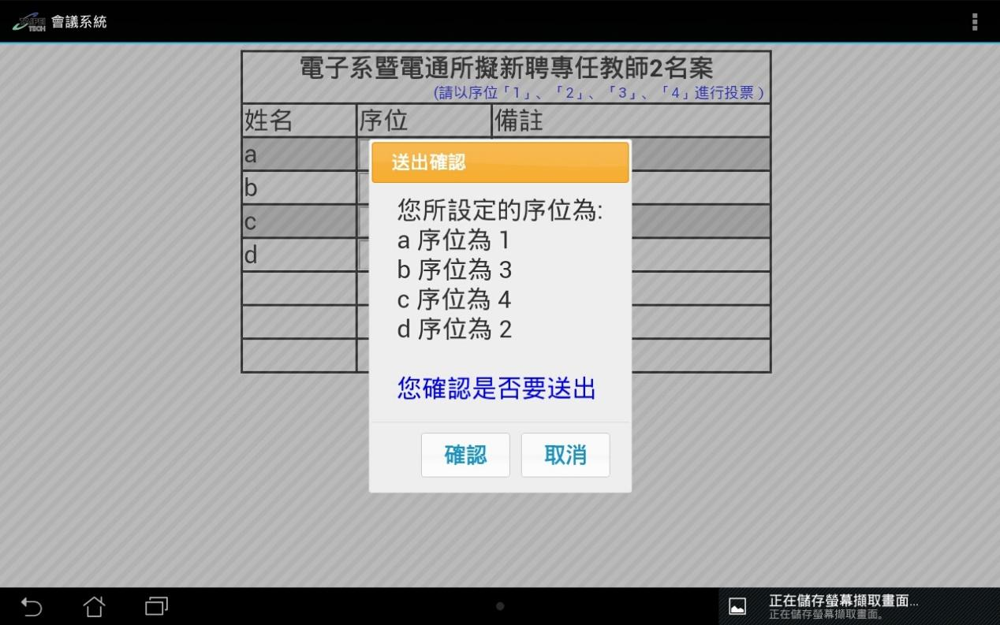 TAIPEI TECH 會議系統
電子系暨電通所擬新聘專任教師2名案
(請以序位「1」、「2」、「3」、「4」進行投票)
姓名 序位 備註
a
b
c
d
送出確認
您所設定的序位為:
a 序位為 1
b 序位為 3
c 序位為 4
d 序位為 2
您確認是否要送出
確認 取消
正在儲存螢幕擷取畫面...
正在儲存螢幕擷取畫面。